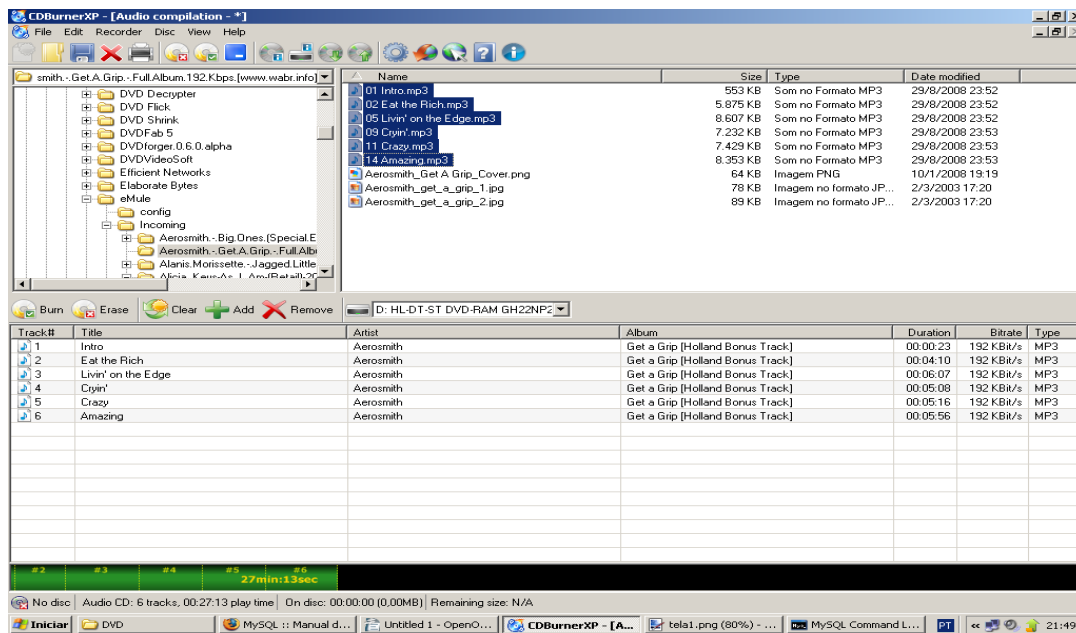 CDBurnerXP - [Audio compilation - *]
File Edit Recorder Disc View Help
smith.-.Get.A.Grip.-.Full.Album.192.Kbps.[www.wabr.info]
DVD Decrypter
DVD Flick
DVD Shrink
DVDFab 5
DVDforger.0.6.0.alpha
DVDVideoSoft
Efficient Networks
Elaborate Bytes
eMule
config
Incoming
Aerosmith.-.Big.Ones.(Special.E
Aerosmith.-.Get.A.Grip.-.Full.Alb
Alanis.Morissette.-.Jagged.Little
Name Size Type Date modified
01 Intro.mp3 553 KB Som no Formato MP3 29/8/2008 23:52
02 Eat the Rich.mp3 5.875 KB Som no Formato MP3 29/8/2008 23:52
05 Livin' on the Edge.mp3 8.607 KB Som no Formato MP3 29/8/2008 23:52
09 Cryin'.mp3 7.232 KB Som no Formato MP3 29/8/2008 23:53
11 Crazy.mp3 7.429 KB Som no Formato MP3 29/8/2008 23:53
14 Amazing.mp3 8.353 KB Som no Formato MP3 29/8/2008 23:53
Aerosmith_Get A Grip_Cover.png 64 KB Imagem PNG 10/1/2008 19:19
Aerosmith_get_a_grip_1.jpg 78 KB Imagem no formato JP... 2/3/2003 17:20
Aerosmith_get_a_grip_2.jpg 89 KB Imagem no formato JP... 2/3/2003 17:20
Burn Erase Clear Add Remove D: HL-DT-ST DVD-RAM GH22NP2
Track# Title Artist Album Duration Bitrate Type
1 Intro Aerosmith Get a Grip [Holland Bonus Track] 00:00:23 192 KBit/s MP3
2 Eat the Rich Aerosmith Get a Grip [Holland Bonus Track] 00:04:10 192 KBit/s MP3
3 Livin' on the Edge Aerosmith Get a Grip [Holland Bonus Track] 00:06:07 192 KBit/s MP3
4 Cryin' Aerosmith Get a Grip [Holland Bonus Track] 00:05:08 192 KBit/s MP3
5 Crazy Aerosmith Get a Grip [Holland Bonus Track] 00:05:16 192 KBit/s MP3
6 Amazing Aerosmith Get a Grip [Holland Bonus Track] 00:05:56 192 KBit/s MP3
#2 #3 #4 #5 #6
27min:13sec
No disc Audio CD: 6 tracks, 00:27:13 play time On disc: 00:00:00 (0,00MB) Remaining size: N/A
Iniciar DVD MySQL :: Manual d... Untitled 1 - OpenO... CDBurnerXP - [A... tela1.png (80%) - ... MySQL Command L... PT « 21:49